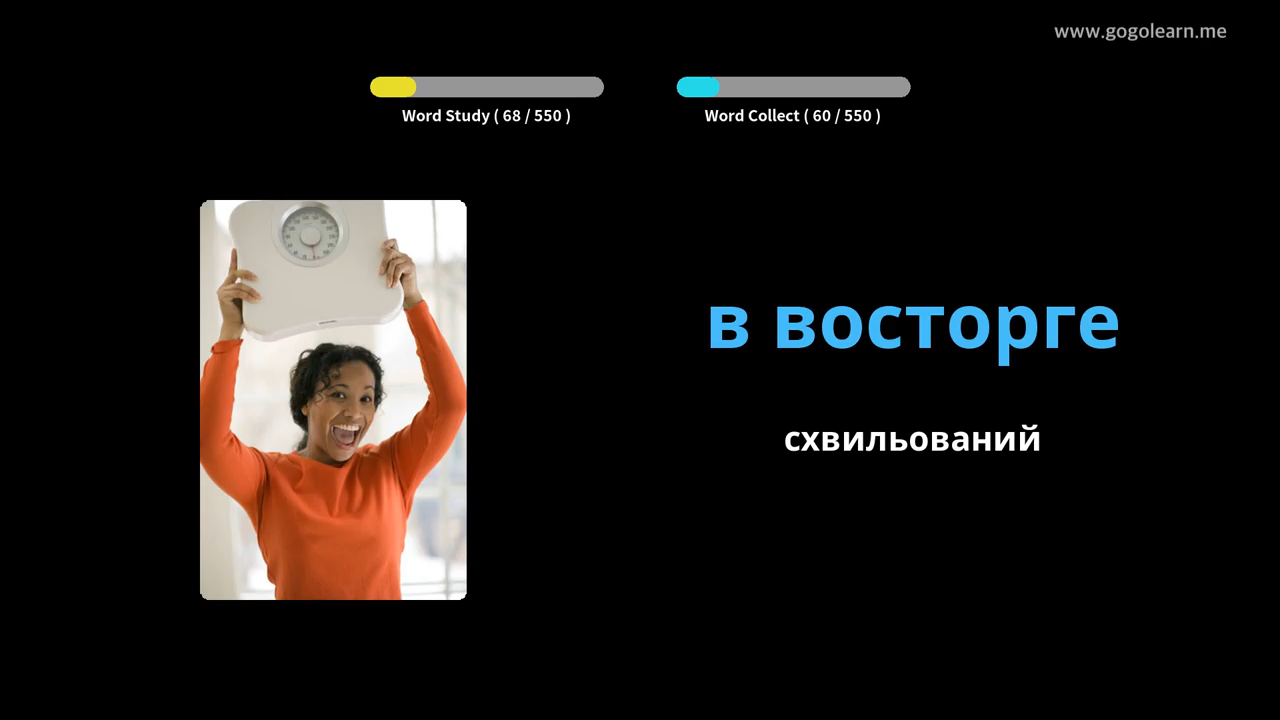 www.gogolearn.me
Word Study ( 68 / 550 )
Word Collect ( 60 / 550 )
в восторге
схвильований